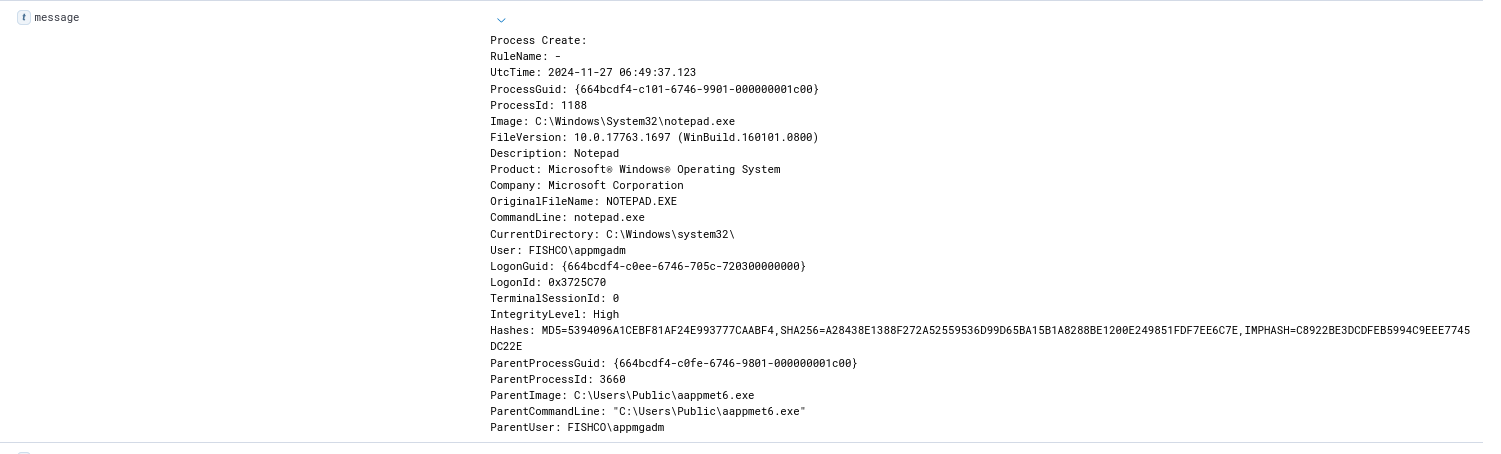 t message
Process Create:
RuleName: -
UtcTime: 2024-11-27 06:49:37.123
ProcessGuid: {664bcdf4-c101-6746-9901-000000001c00}
ProcessId: 1188
Image: C:\Windows\System32\notepad.exe
FileVersion: 10.0.17763.1697 (WinBuild.160101.0800)
Description: Notepad
Product: Microsoft® Windows® Operating System
Company: Microsoft Corporation
OriginalFileName: NOTEPAD.EXE
CommandLine: notepad.exe
CurrentDirectory: C:\Windows\system32\
User: FISHCO\appmgadm
LogonGuid: {664bcdf4-c0ee-6746-705c-720300000000}
LogonId: 0x3725C70
TerminalSessionId: 0
IntegrityLevel: High
Hashes: MD5=5394096A1CEBF81AF24E993777CAABF4,SHA256=A28438E1388F272A52559536D99D65BA15B1A8288BE1200E249851FDF7EE6C7E,IMPHASH=C8922BE3DCDFEB5994C9EEE7745
DC22E
ParentProcessGuid: {664bcdf4-c0fe-6746-9801-000000001c00}
ParentProcessId: 3660
ParentImage: C:\Users\Public\aappmet6.exe
ParentCommandLine: "C:\Users\Public\aappmet6.exe"
ParentUser: FISHCO\appmgadm